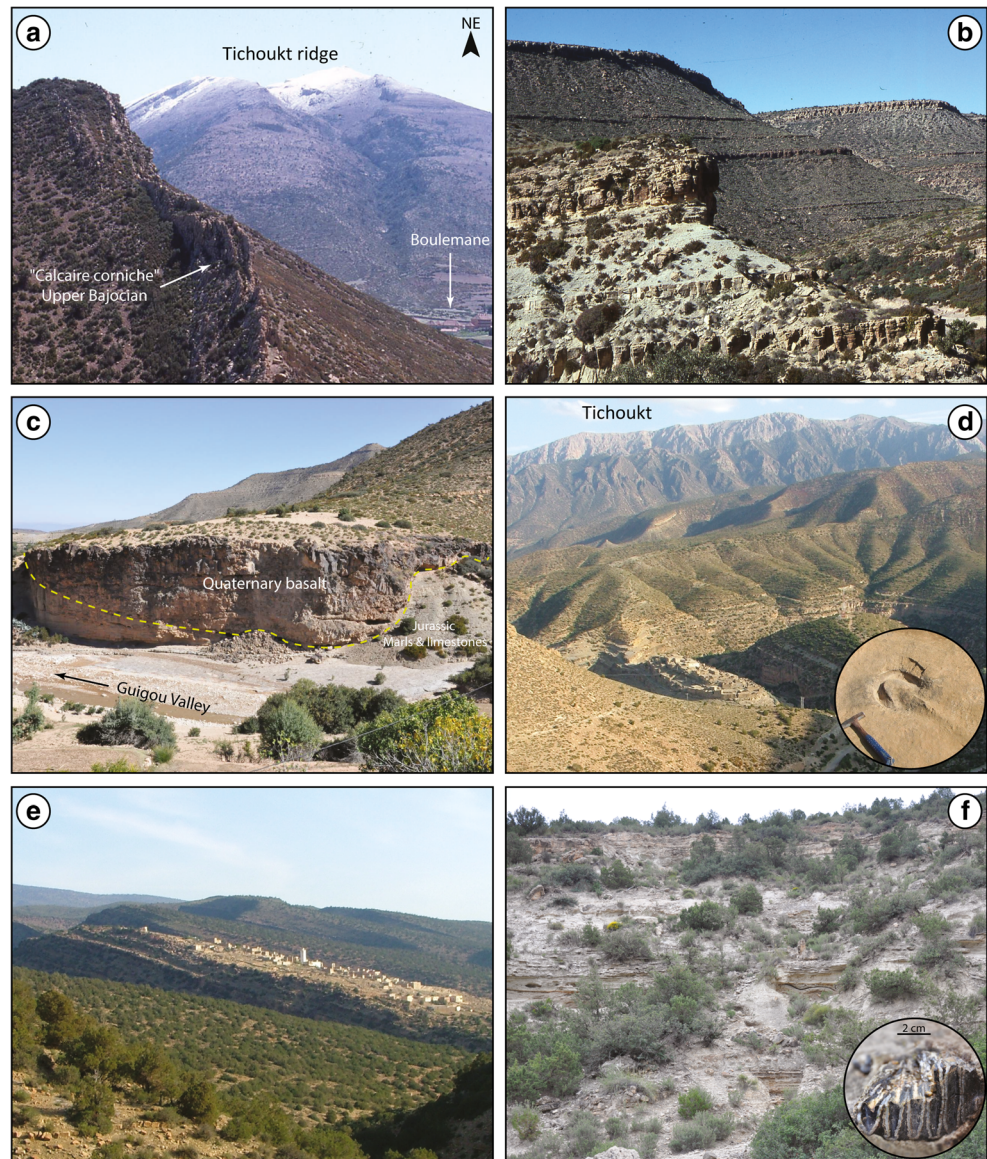 a
NE
Tichoukt ridge
Boulemane
"Calcaire corniche"
Upper Bajocian
b
c
Quaternary basalt
Jurassic
Marls & limestones
Guigou Valley
Tichoukt
d
e
f
2 cm